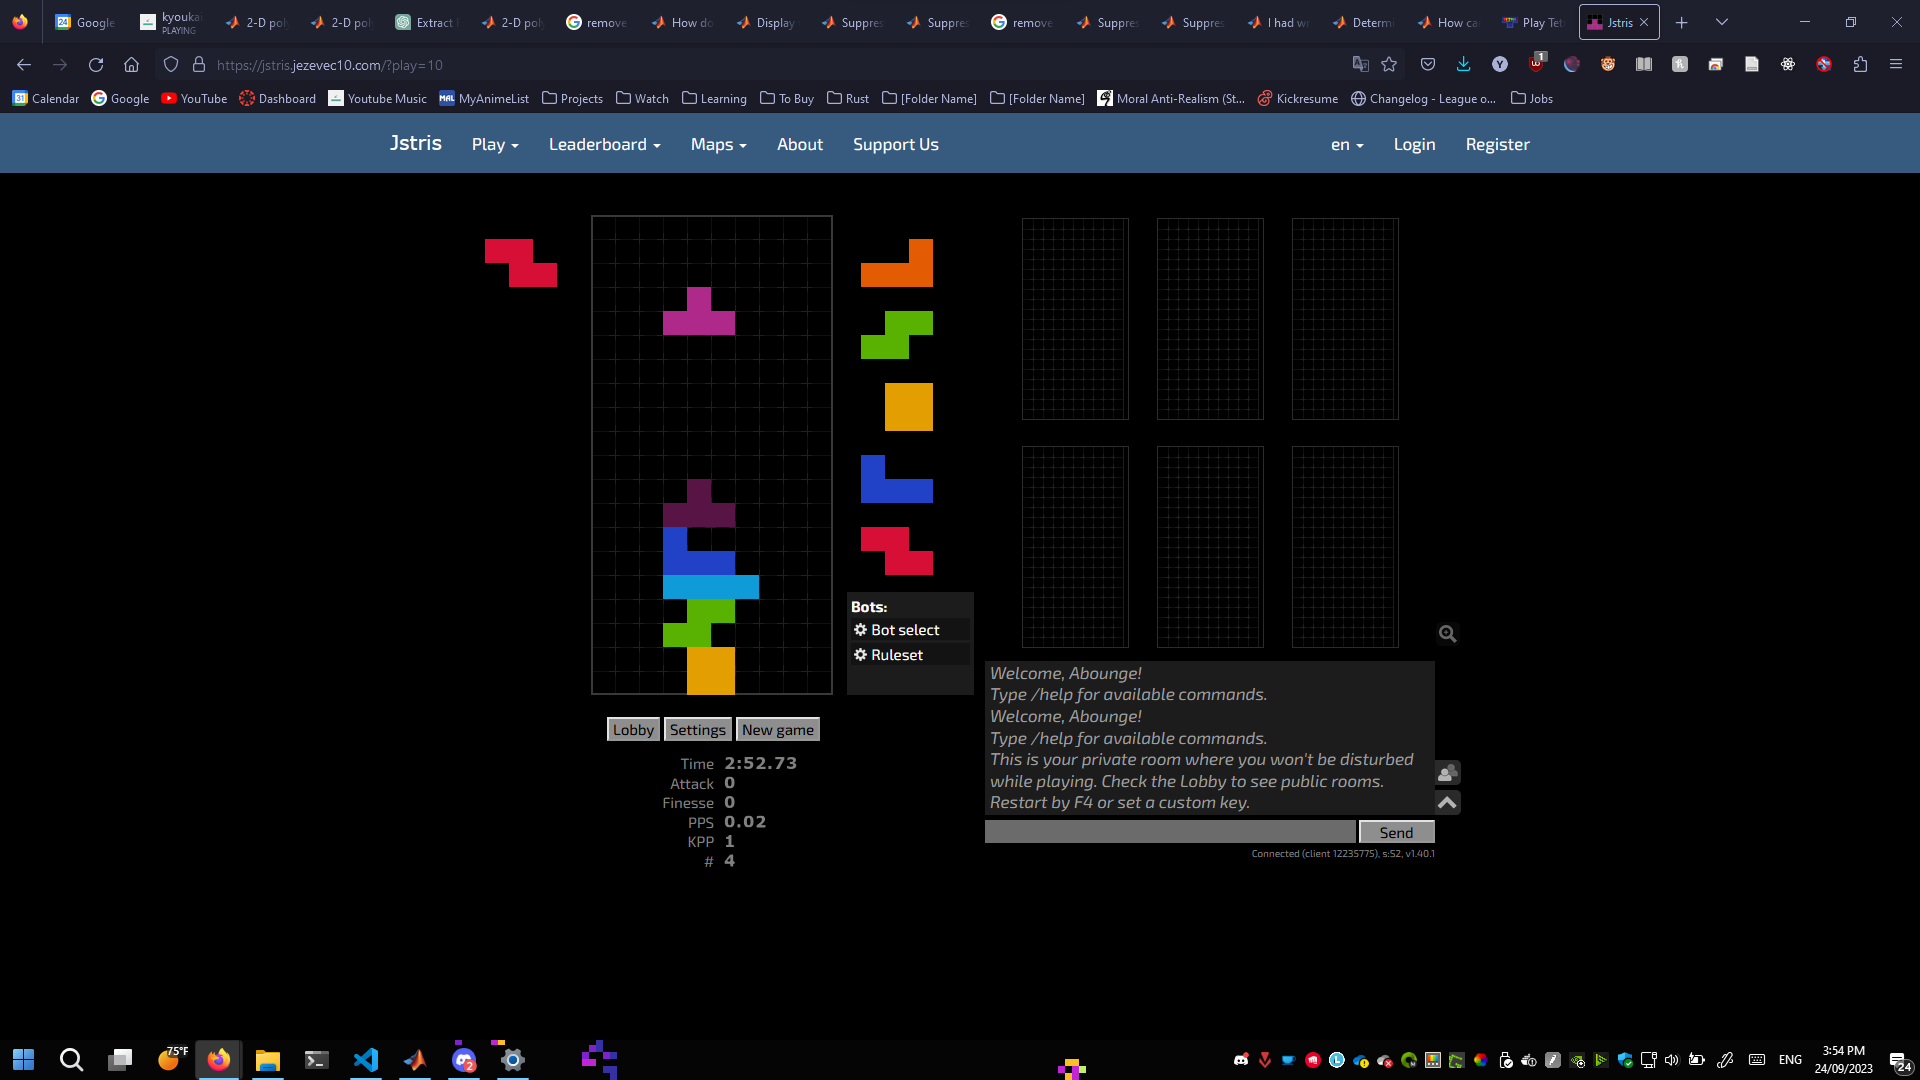 Google
kyouka
PLAYING
2-D pol
2-D pol
Extract
2-D pol
remove
How do
Display
Suppres
Suppres
remove
Suppres
Suppres
I had wr
Determi
How ca
Play Tet
Jstris
https://jstris.jezevec10.com/?play=10
1
Calendar
Google
YouTube
Dashboard
Youtube Music
MyAnimeList
Projects
Watch
Learning
To Buy
Rust
[Folder Name]
[Folder Name]
Moral Anti-Realism (St...
Kickresume
Changelog - League o...
Jobs
Jstris
Play
Leaderboard
Maps
About
Support Us
en
Login
Register
Bots:
Bot select
Ruleset
Lobby
Settings
New game
Time 2:52.73
Attack 0
Finesse 0
PPS 0.02
KPP 1
# 4
Welcome, Abounge!
Type /help for available commands.
Welcome, Abounge!
Type /help for available commands.
This is your private room where you won't be disturbed
while playing. Check the Lobby to see public rooms.
Restart by F4 or set a custom key.
Send
Connected (client 12235775), s:S2, v1.40.1
75°F
2
ENG
3:54 PM
24/09/2023
24